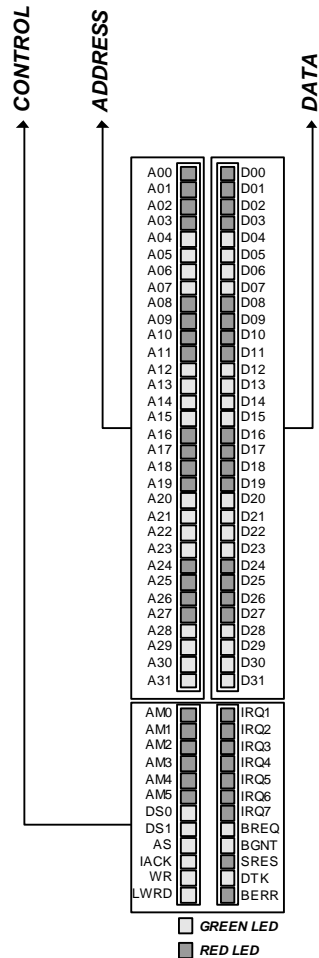 CONTROL
ADDRESS
DATA
A00 D00
A01 D01
A02 D02
A03 D03
A04 D04
A05 D05
A06 D06
A07 D07
A08 D08
A09 D09
A10 D10
A11 D11
A12 D12
A13 D13
A14 D14
A15 D15
A16 D16
A17 D17
A18 D18
A19 D19
A20 D20
A21 D21
A22 D22
A23 D23
A24 D24
A25 D25
A26 D26
A27 D27
A28 D28
A29 D29
A30 D30
A31 D31
AM0 IRQ1
AM1 IRQ2
AM2 IRQ3
AM3 IRQ4
AM4 IRQ5
AM5 IRQ6
DS0 IRQ7
DS1 BREQ
AS BGNT
IACK SRES
WR DTK
LWRD BERR
GREEN LED
RED LED